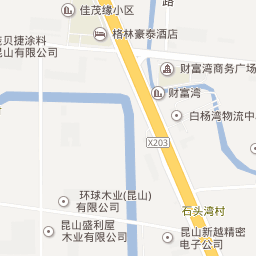 佳茂缘小区
格林豪泰酒店
贝捷涂料
昆山有限公司
财富湾商务广场
财富湾
白杨湾物流中
X203
环球木业(昆山)
有限公司
石头湾村
昆山盛利屋
木业有限公司
昆山新越精密
电子公司